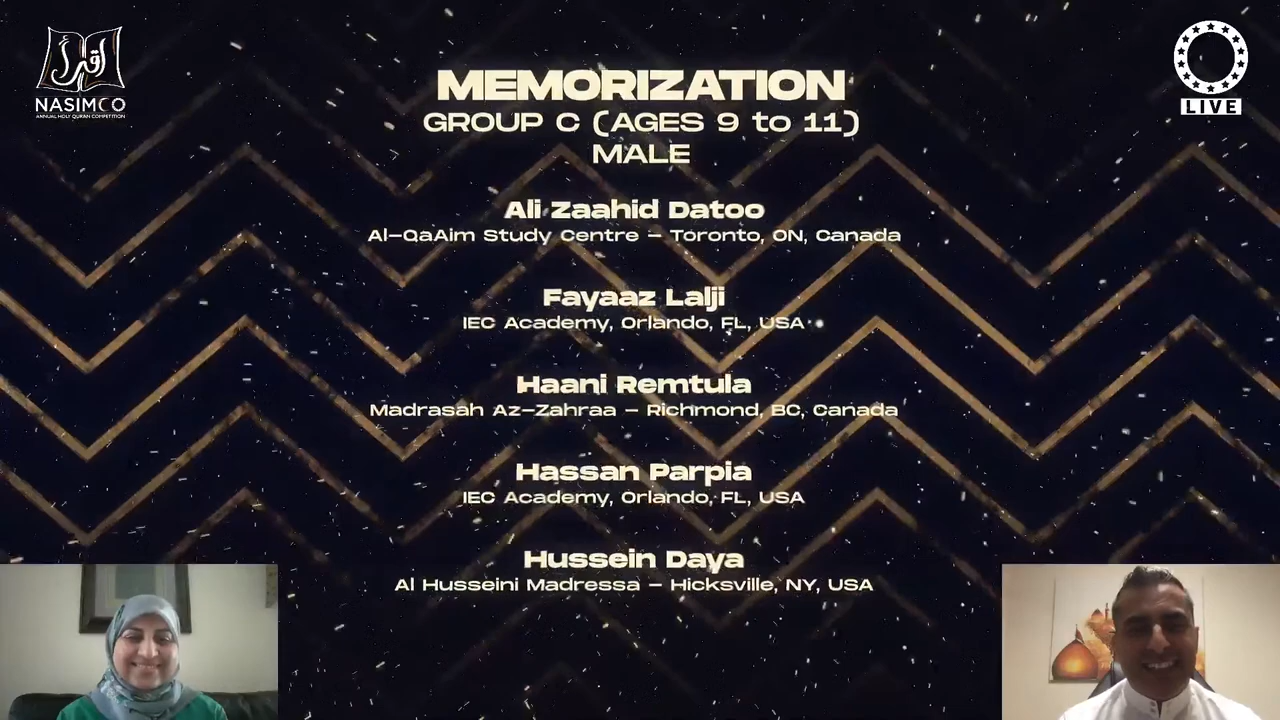 اقرأ
NASIMCO
ANNUAL HOLY QURAN COMPETITION
LIVE
MEMORIZATION
GROUP C (AGES 9 to 11)
MALE
Ali Zaahid Datoo
Al-QaAim Study Centre - Toronto, ON, Canada
Fayaaz Lalji
IEC Academy, Orlando, FL, USA
Haani Remtula
Madrasah Az-Zahraa - Richmond, BC, Canada
Hassan Parpia
IEC Academy, Orlando, FL, USA
Hussein Daya
Al Husseini Madressa - Hicksville, NY, USA